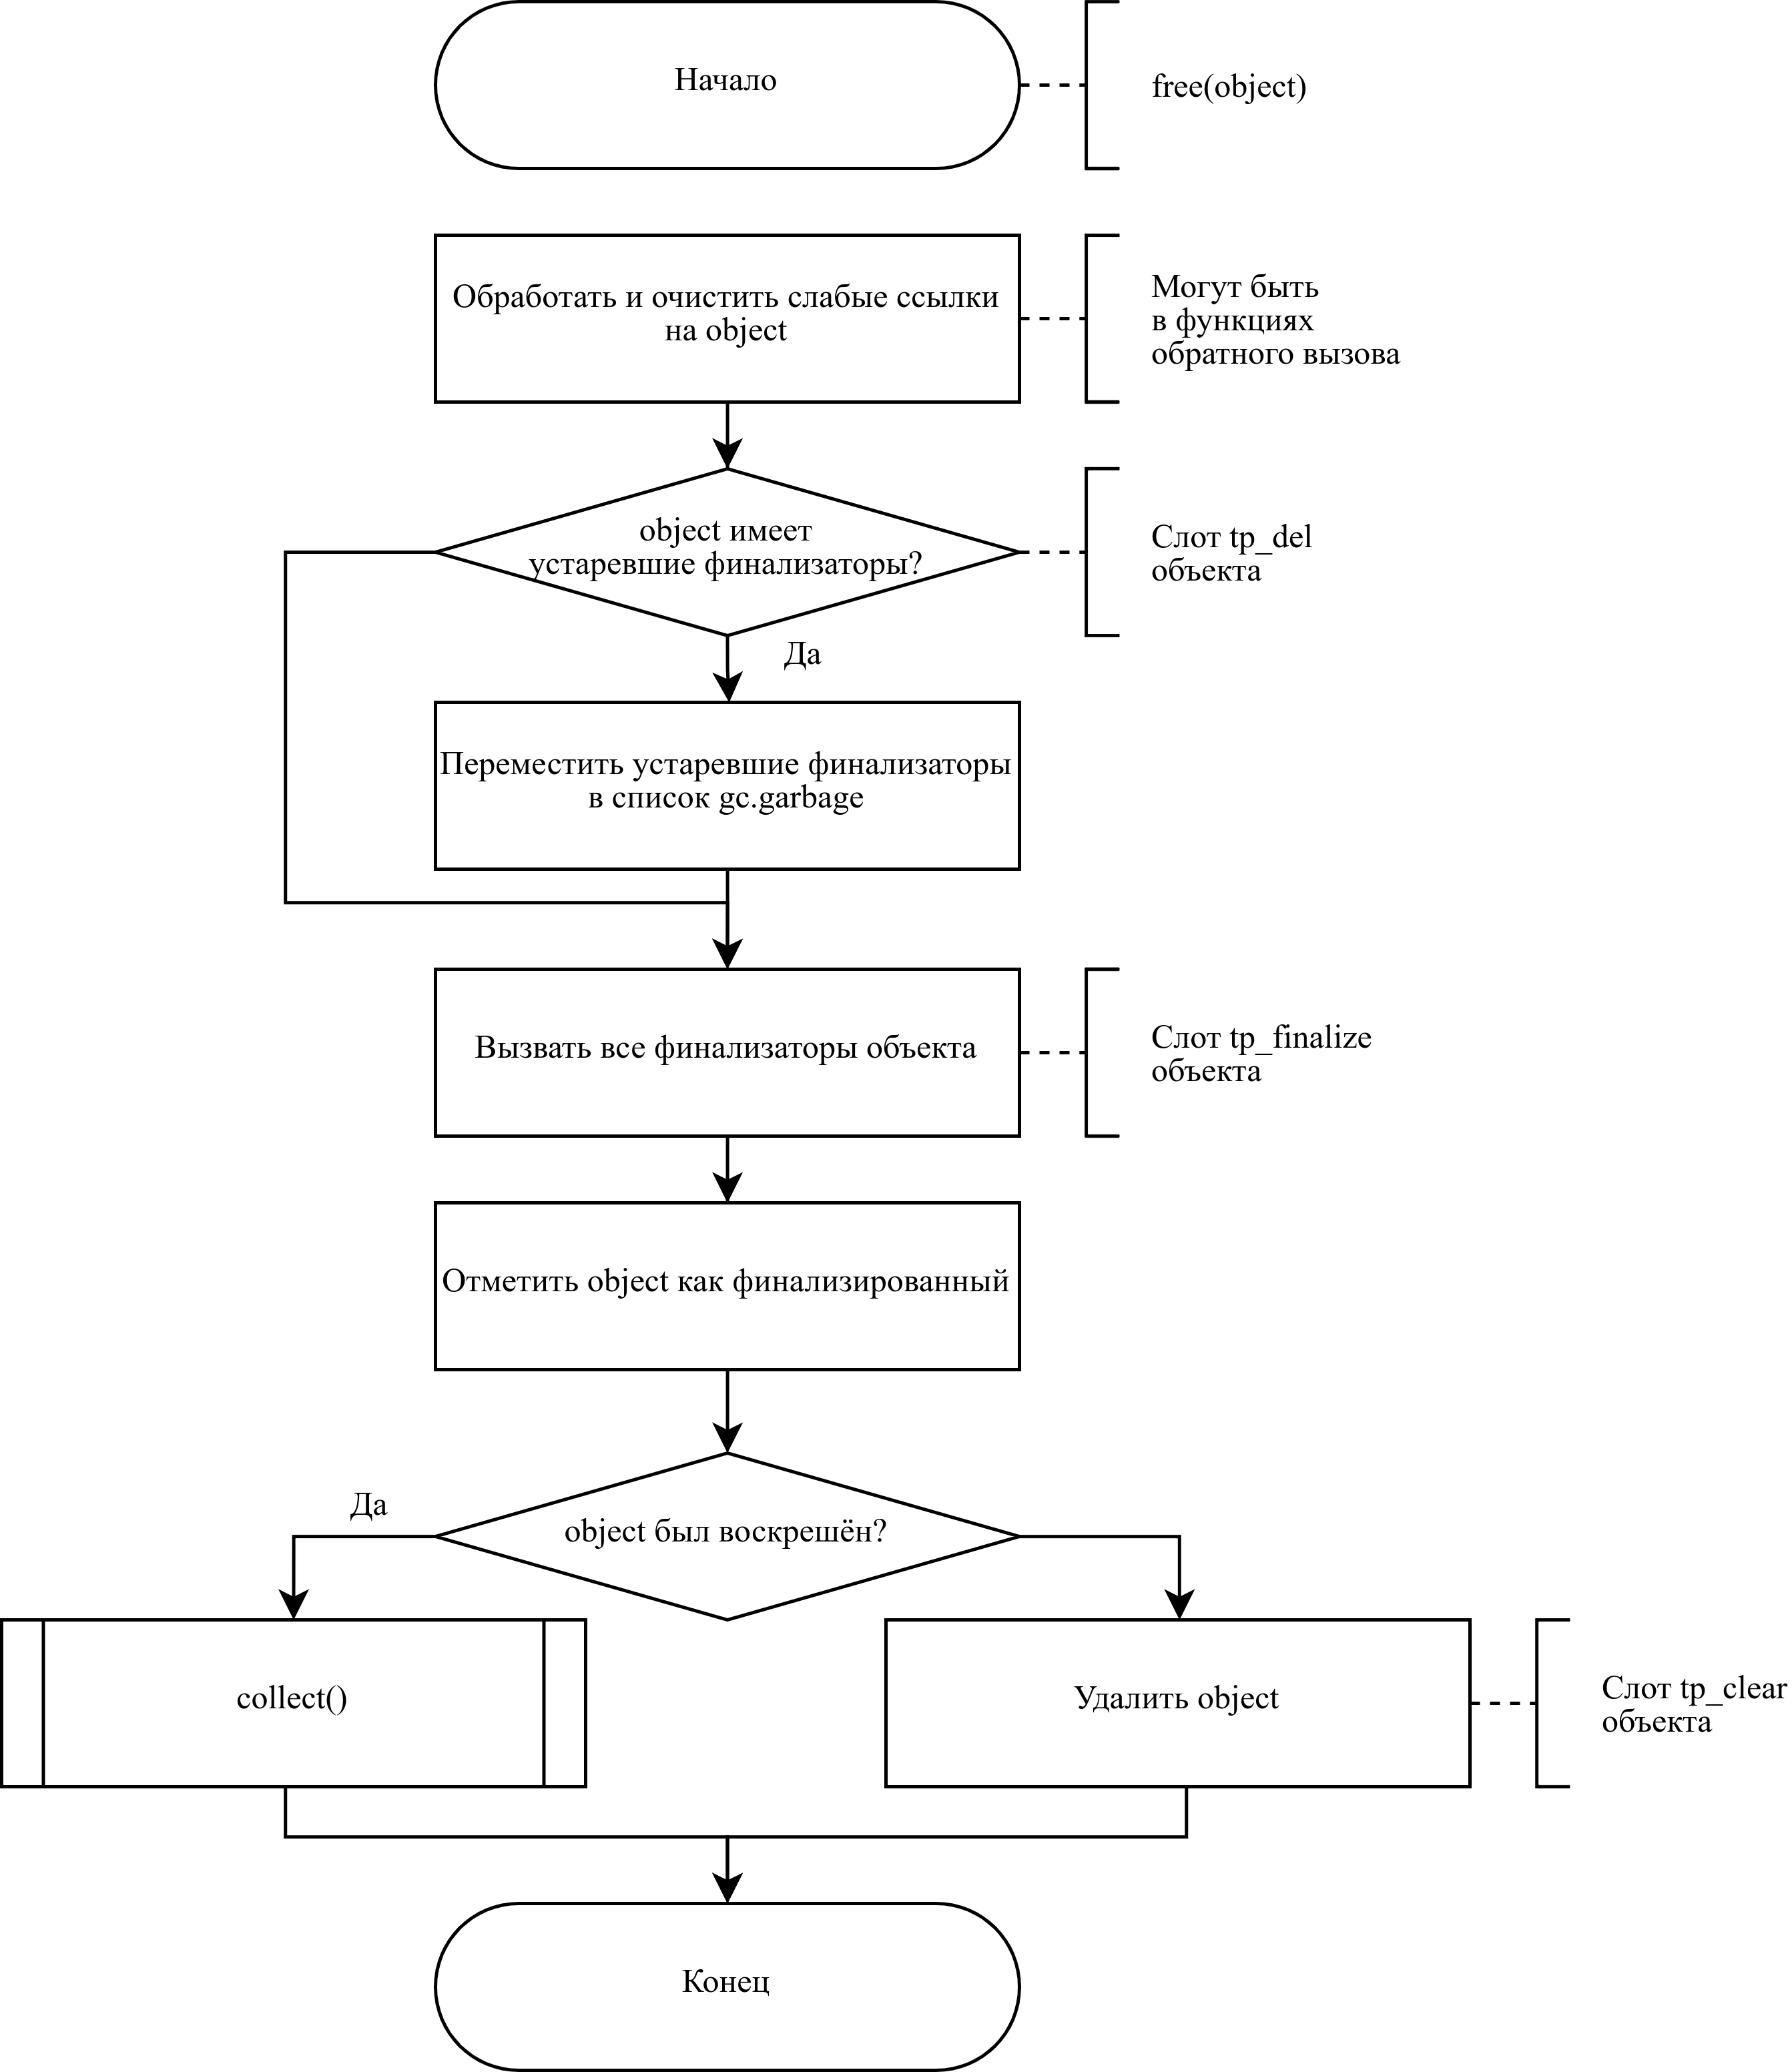 Начало
free(object)
Обработать и очистить слабые ссылки
на object
Могут быть
в функциях
обратного вызова
object имеет
устаревшие финализаторы?
Слот tp_del
объекта
Да
Переместить устаревшие финализаторы
в список gc.garbage
Вызвать все финализаторы объекта
Слот tp_finalize
объекта
Отметить object как финализированный
Да
object был воскрешён?
collect()
Удалить object
Слот tp_clear
объекта
Конец